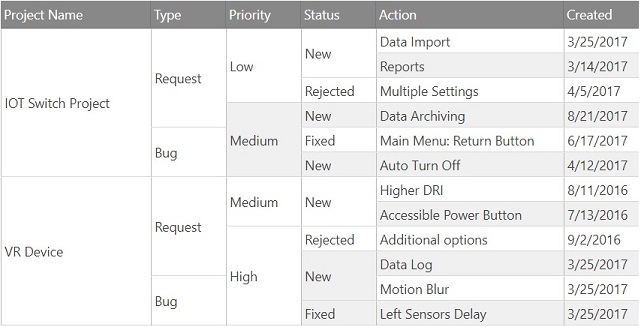 Project Name Type Priority Status Action Created
IOT Switch Project Request Low New Data Import 3/25/2017
Reports 3/14/2017
Rejected Multiple Settings 4/5/2017
Medium New Data Archiving 8/21/2017
Bug Fixed Main Menu: Return Button 6/17/2017
New Auto Turn Off 4/12/2017
VR Device Request Medium New Higher DRI 8/11/2016
Accessible Power Button 7/13/2016
High Rejected Additional options 9/2/2016
New Data Log 3/25/2017
Bug Motion Blur 3/25/2017
Fixed Left Sensors Delay 3/25/2017